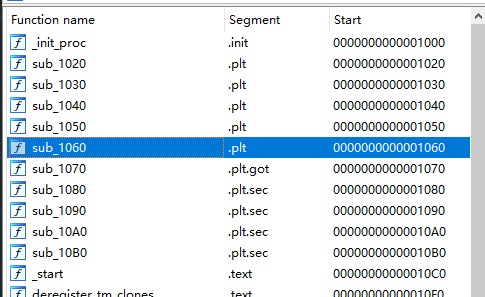 Function name Segment Start
_init_proc .init 0000000000001000
sub_1020 .plt 0000000000001020
sub_1030 .plt 0000000000001030
sub_1040 .plt 0000000000001040
sub_1050 .plt 0000000000001050
sub_1060 .plt 0000000000001060
sub_1070 .plt.got 0000000000001070
sub_1080 .plt.sec 0000000000001080
sub_1090 .plt.sec 0000000000001090
sub_10A0 .plt.sec 00000000000010A0
sub_10B0 .plt.sec 00000000000010B0
_start .text 00000000000010C0
deregister_tm_clones .text 00000000000010F0